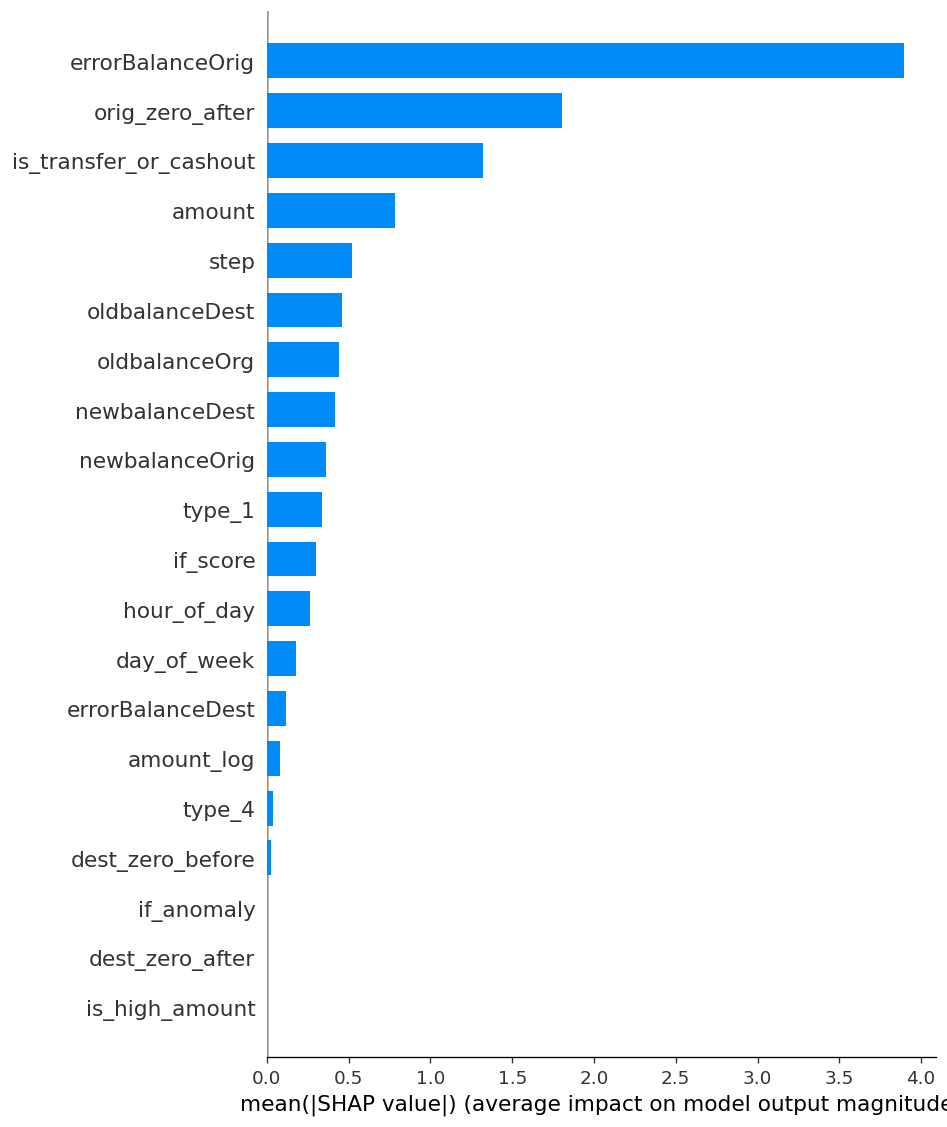 errorBalanceOrig
orig_zero_after
is_transfer_or_cashout
amount
step
oldbalanceDest
oldbalanceOrg
newbalanceDest
newbalanceOrig
type_1
if_score
hour_of_day
day_of_week
errorBalanceDest
amount_log
type_4
dest_zero_before
if_anomaly
dest_zero_after
is_high_amount
0.0 0.5 1.0 1.5 2.0 2.5 3.0 3.5 4.0
mean(|SHAP value|) (average impact on model output magnitude